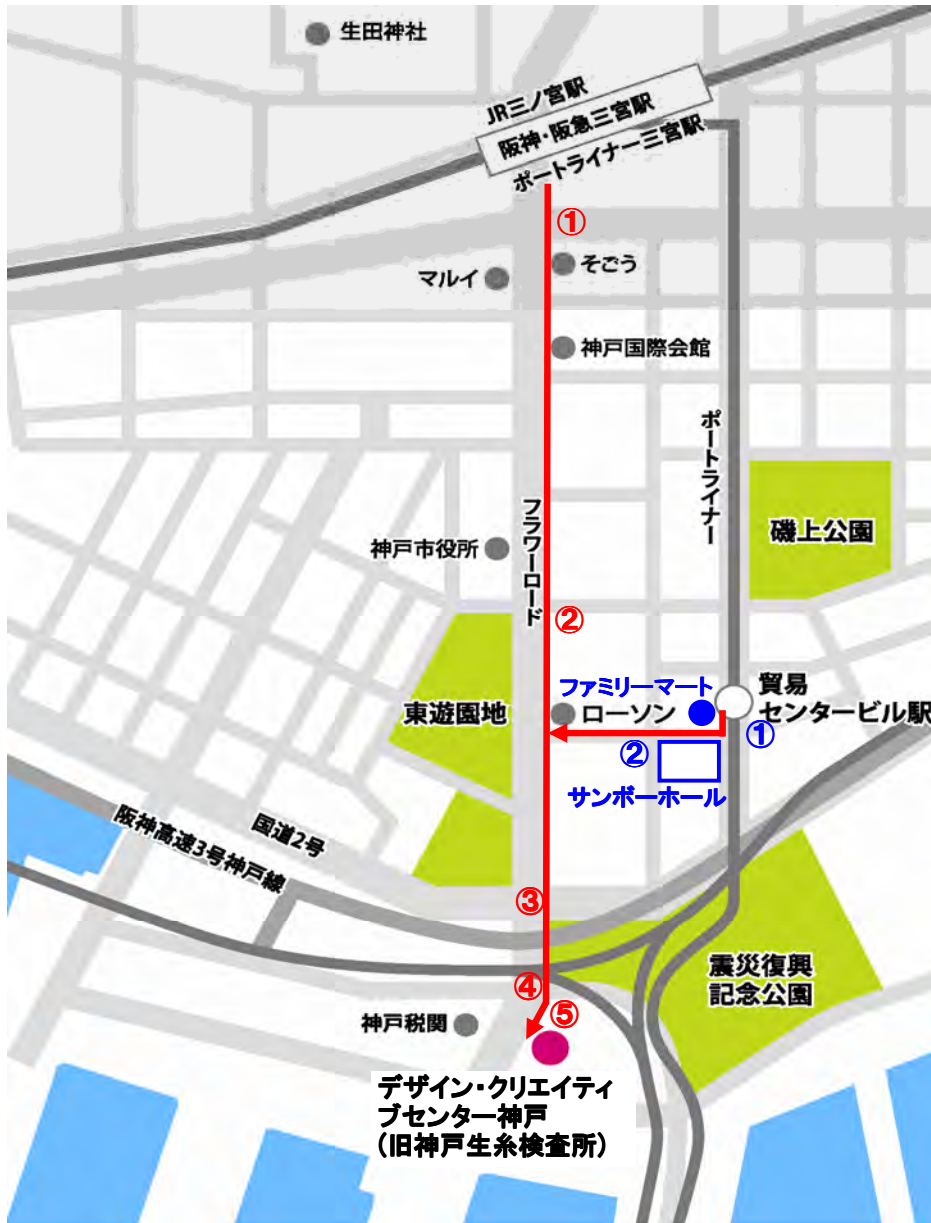 生田神社
JR三ノ宮駅
阪神・阪急三宮駅
ポートライナー三宮駅
①
そごう
マルイ
神戸国際会館
ポートライナー
フラワーロード
磯上公園
神戸市役所
②
ファミリーマート
貿易
センタービル駅
東遊園地
ローソン
①
②
サンボーホール
国道2号
阪神高速3号神戸線
③
震災復興
記念公園
④
⑤
神戸税関
デザイン・クリエイティ
ブセンター神戸
(旧神戸生糸検査所)